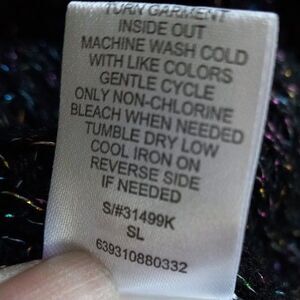 TURN GARMENT
INSIDE OUT
MACHINE WASH COLD
WITH LIKE COLORS
GENTLE CYCLE
ONLY NON-CHLORINE
BLEACH WHEN NEEDED
TUMBLE DRY LOW
COOL IRON ON
REVERSE SIDE
IF NEEDED
S/#31499K
SL
639310880332